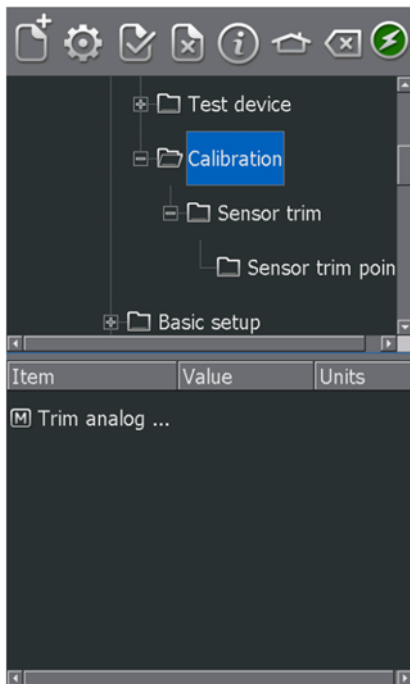 Test device
Calibration
Sensor trim
Sensor trim poin
Basic setup
Item Value Units
M Trim analog ...